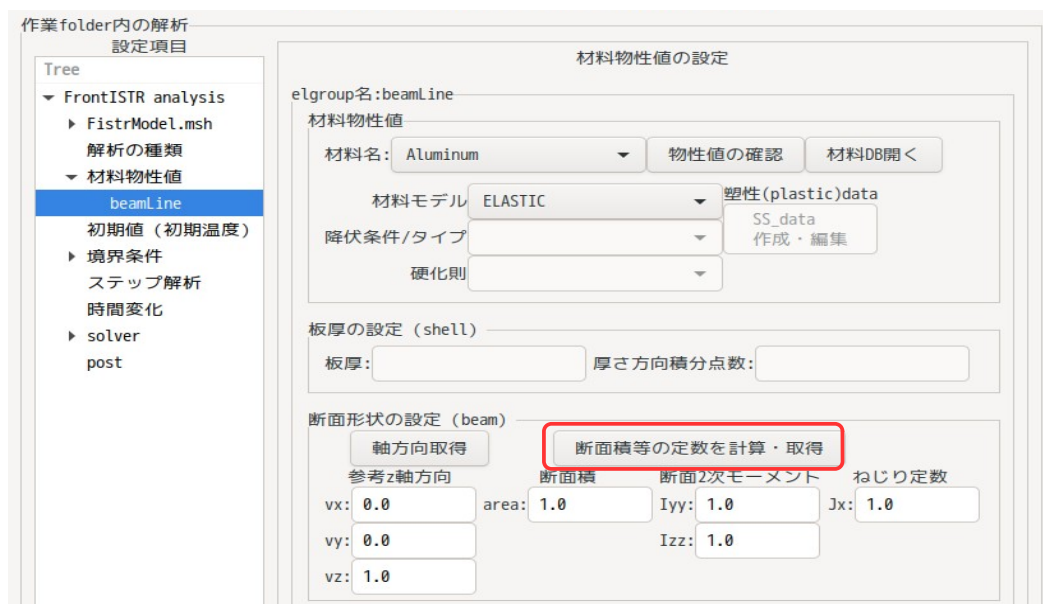 作業folder内の解析
設定項目
Tree
FrontISTR analysis
FistrModel.msh
解析の種類
材料物性値
beamLine
初期値（初期温度）
境界条件
ステップ解析
時間変化
solver
post
材料物性値の設定
elgroup名:beamLine
材料物性値
材料名: Aluminum 物性値の確認 材料DB開く
材料モデル ELASTIC 塑性(plastic)data
降伏条件/タイプ SS_data
作成・編集
硬化則
板厚の設定 (shell)
板厚: 厚さ方向積分点数:
断面形状の設定 (beam)
軸方向取得 断面積等の定数を計算・取得
参考z軸方向 断面積 断面2次モーメント ねじり定数
vx: 0.0 area: 1.0 Iyy: 1.0 Jx: 1.0
vy: 0.0 Izz: 1.0
vz: 1.0